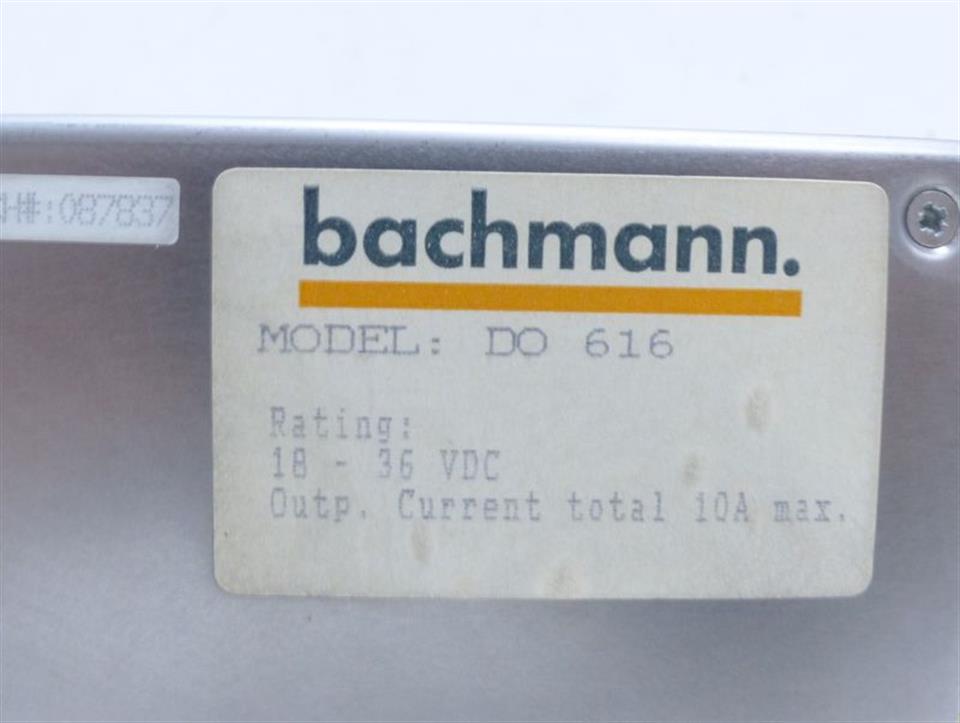 H#:087837
bachmann.
MODEL: DO 616
Rating:
18 - 36 VDC
Outp. Current total 10A max.